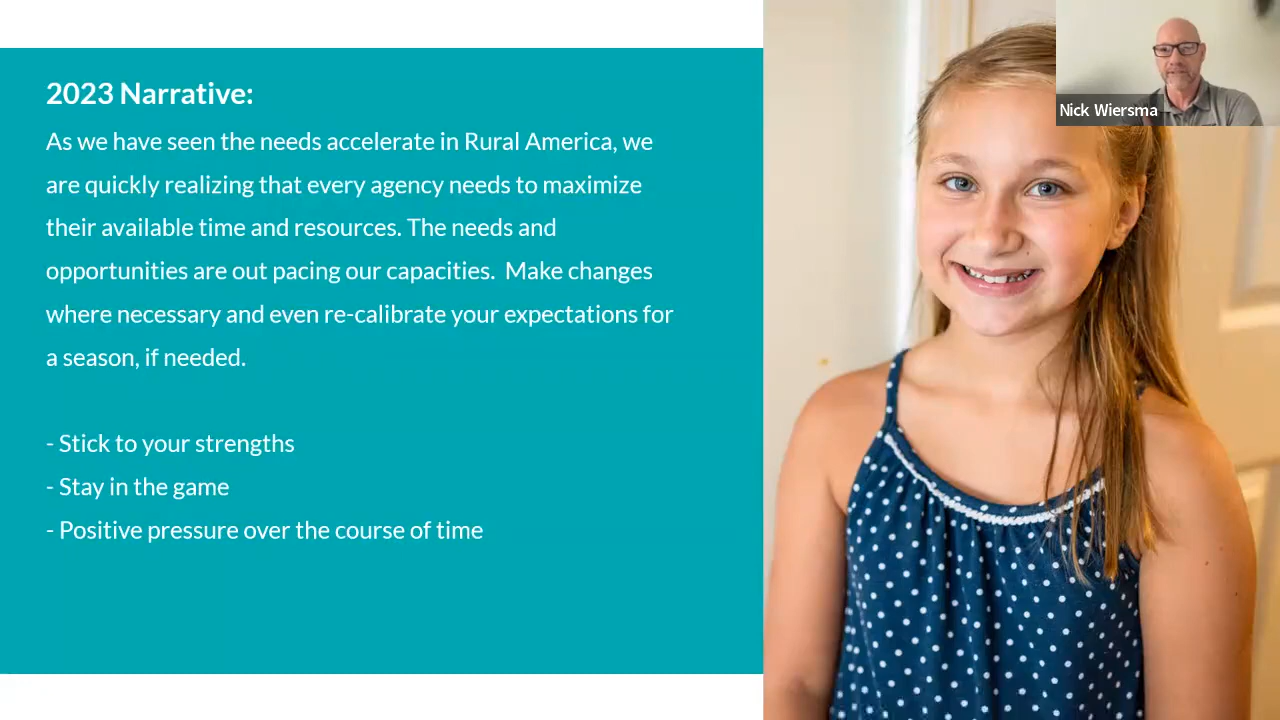 2023 Narrative:
As we have seen the needs accelerate in Rural America, we
are quickly realizing that every agency needs to maximize
their available time and resources. The needs and
opportunities are out pacing our capacities.  Make changes
where necessary and even re-calibrate your expectations for
a season, if needed.
- Stick to your strengths
- Stay in the game
- Positive pressure over the course of time
Nick Wiersma